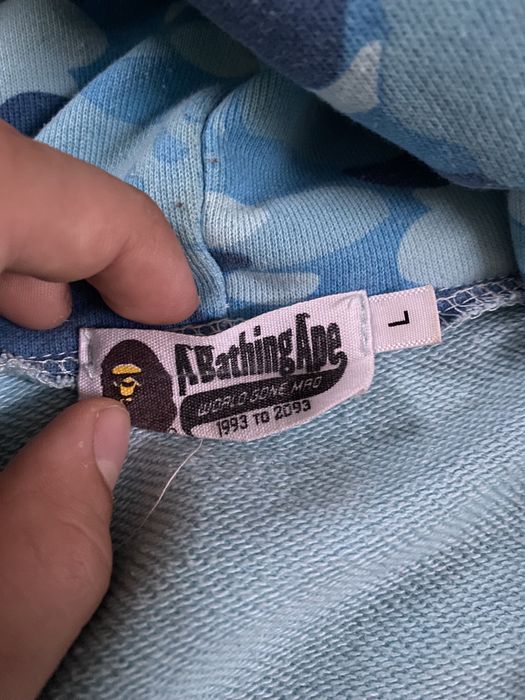 A Bathing Ape
WORLD GONE MAD
1993 TO 2093
L